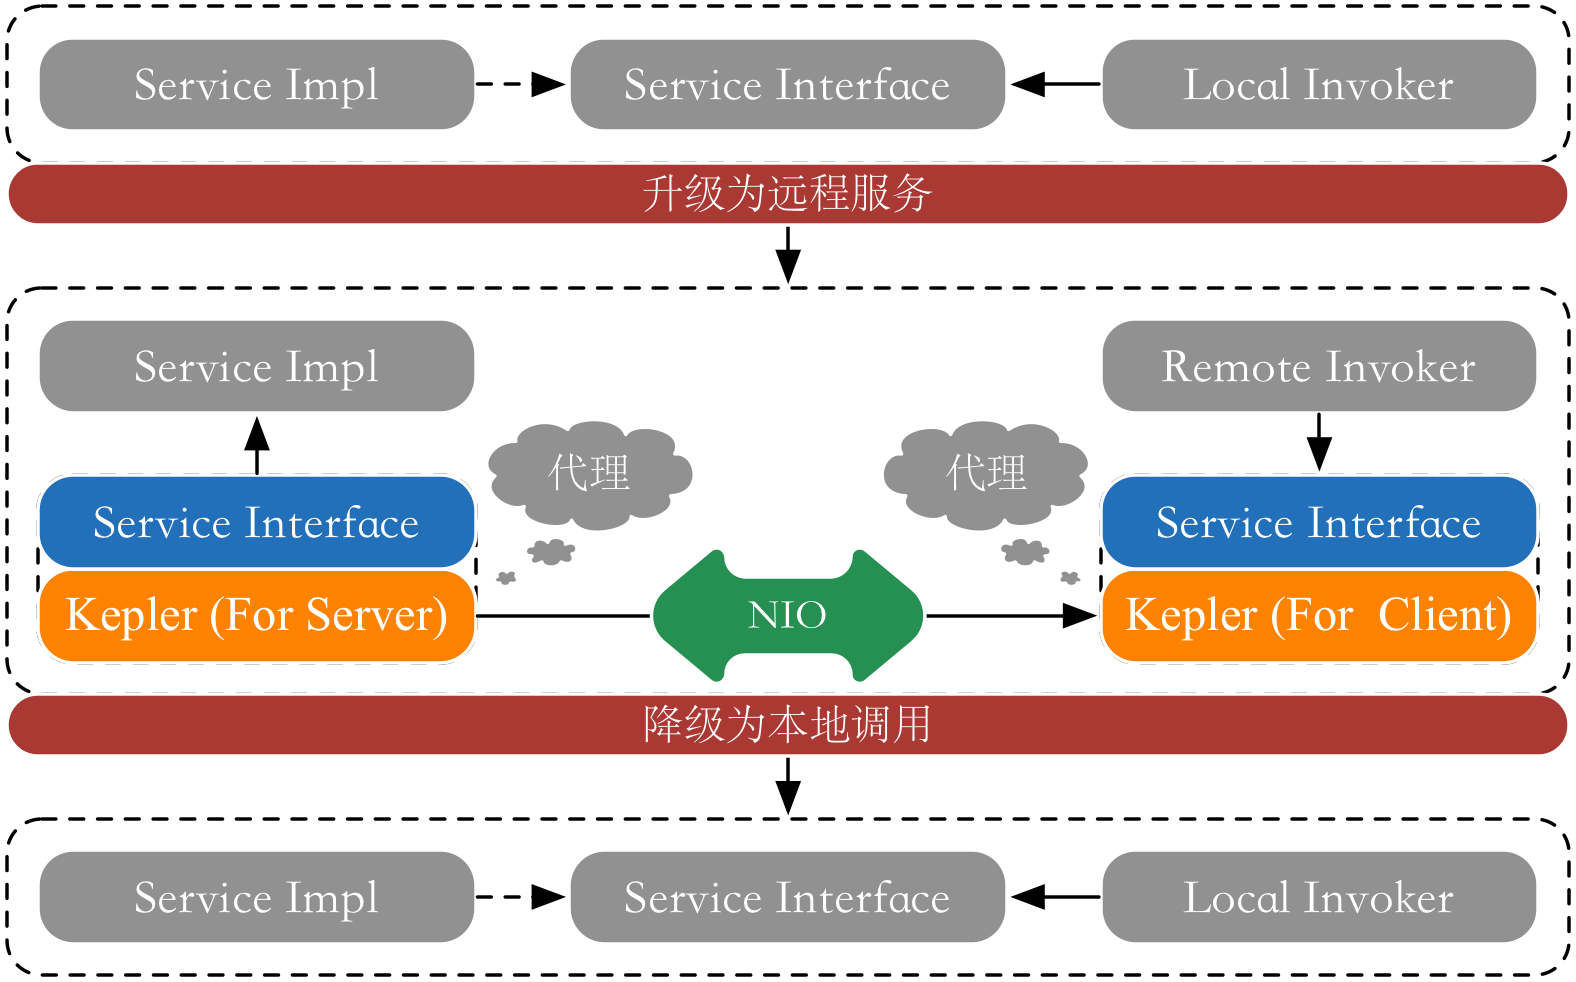 Service Impl
Service Interface
Local Invoker
升级为远程服务
Service Impl
Remote Invoker
代理
代理
Service Interface
Service Interface
Kepler (For Server)
NIO
Kepler (For  Client)
降级为本地调用
Service Impl
Service Interface
Local Invoker